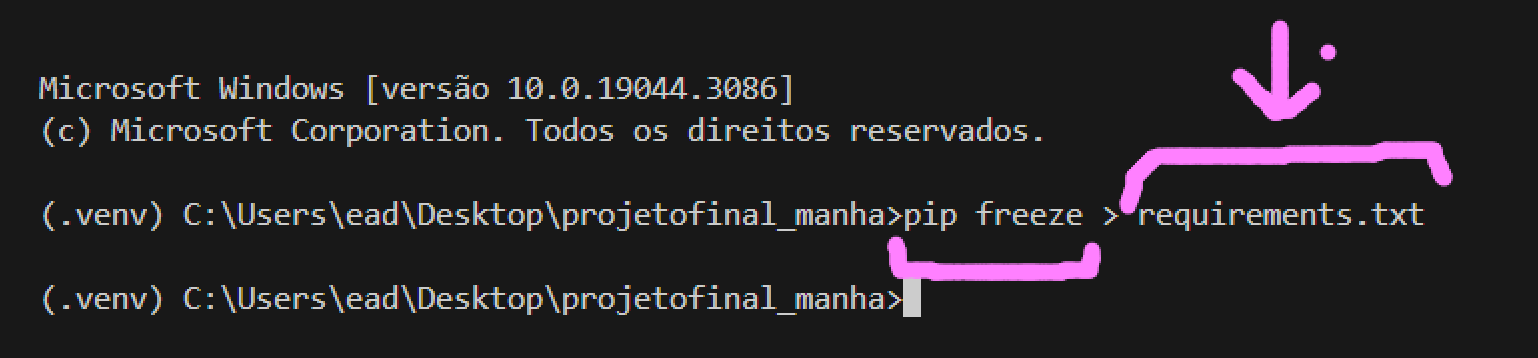 Microsoft Windows [versão 10.0.19044.3086]
(c) Microsoft Corporation. Todos os direitos reservados.
(.venv) C:\Users\ead\Desktop\projetofinal_manha>pip freeze > requirements.txt
(.venv) C:\Users\ead\Desktop\projetofinal_manha>